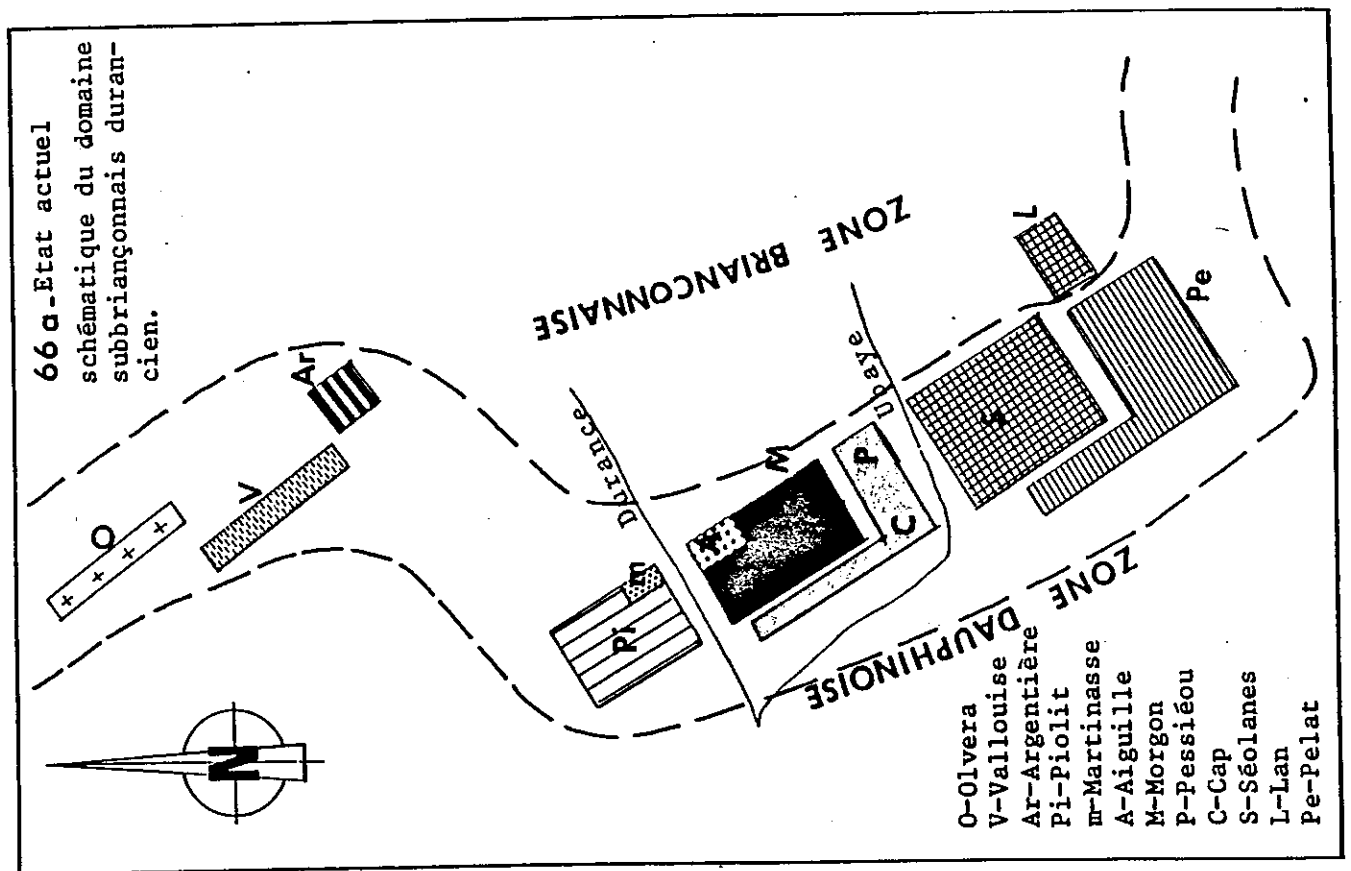 66 a - Etat actuel
schématique du domaine
subbriançonnais duran-
cien.
N
O
V
Ar
Durance
Pi
m
A
M
ZONE BRIANCONNAISE
Ubaye
P
C
S
L
Pe
ZONE DAUPHINOISE
O-Olvera
V-Vallouise
Ar-Argentière
Pi-Piolit
m-Martinasse
A-Aiguille
M-Morgon
P-Pessiéou
C-Cap
S-Séolanes
L-Lan
Pe-Pelat